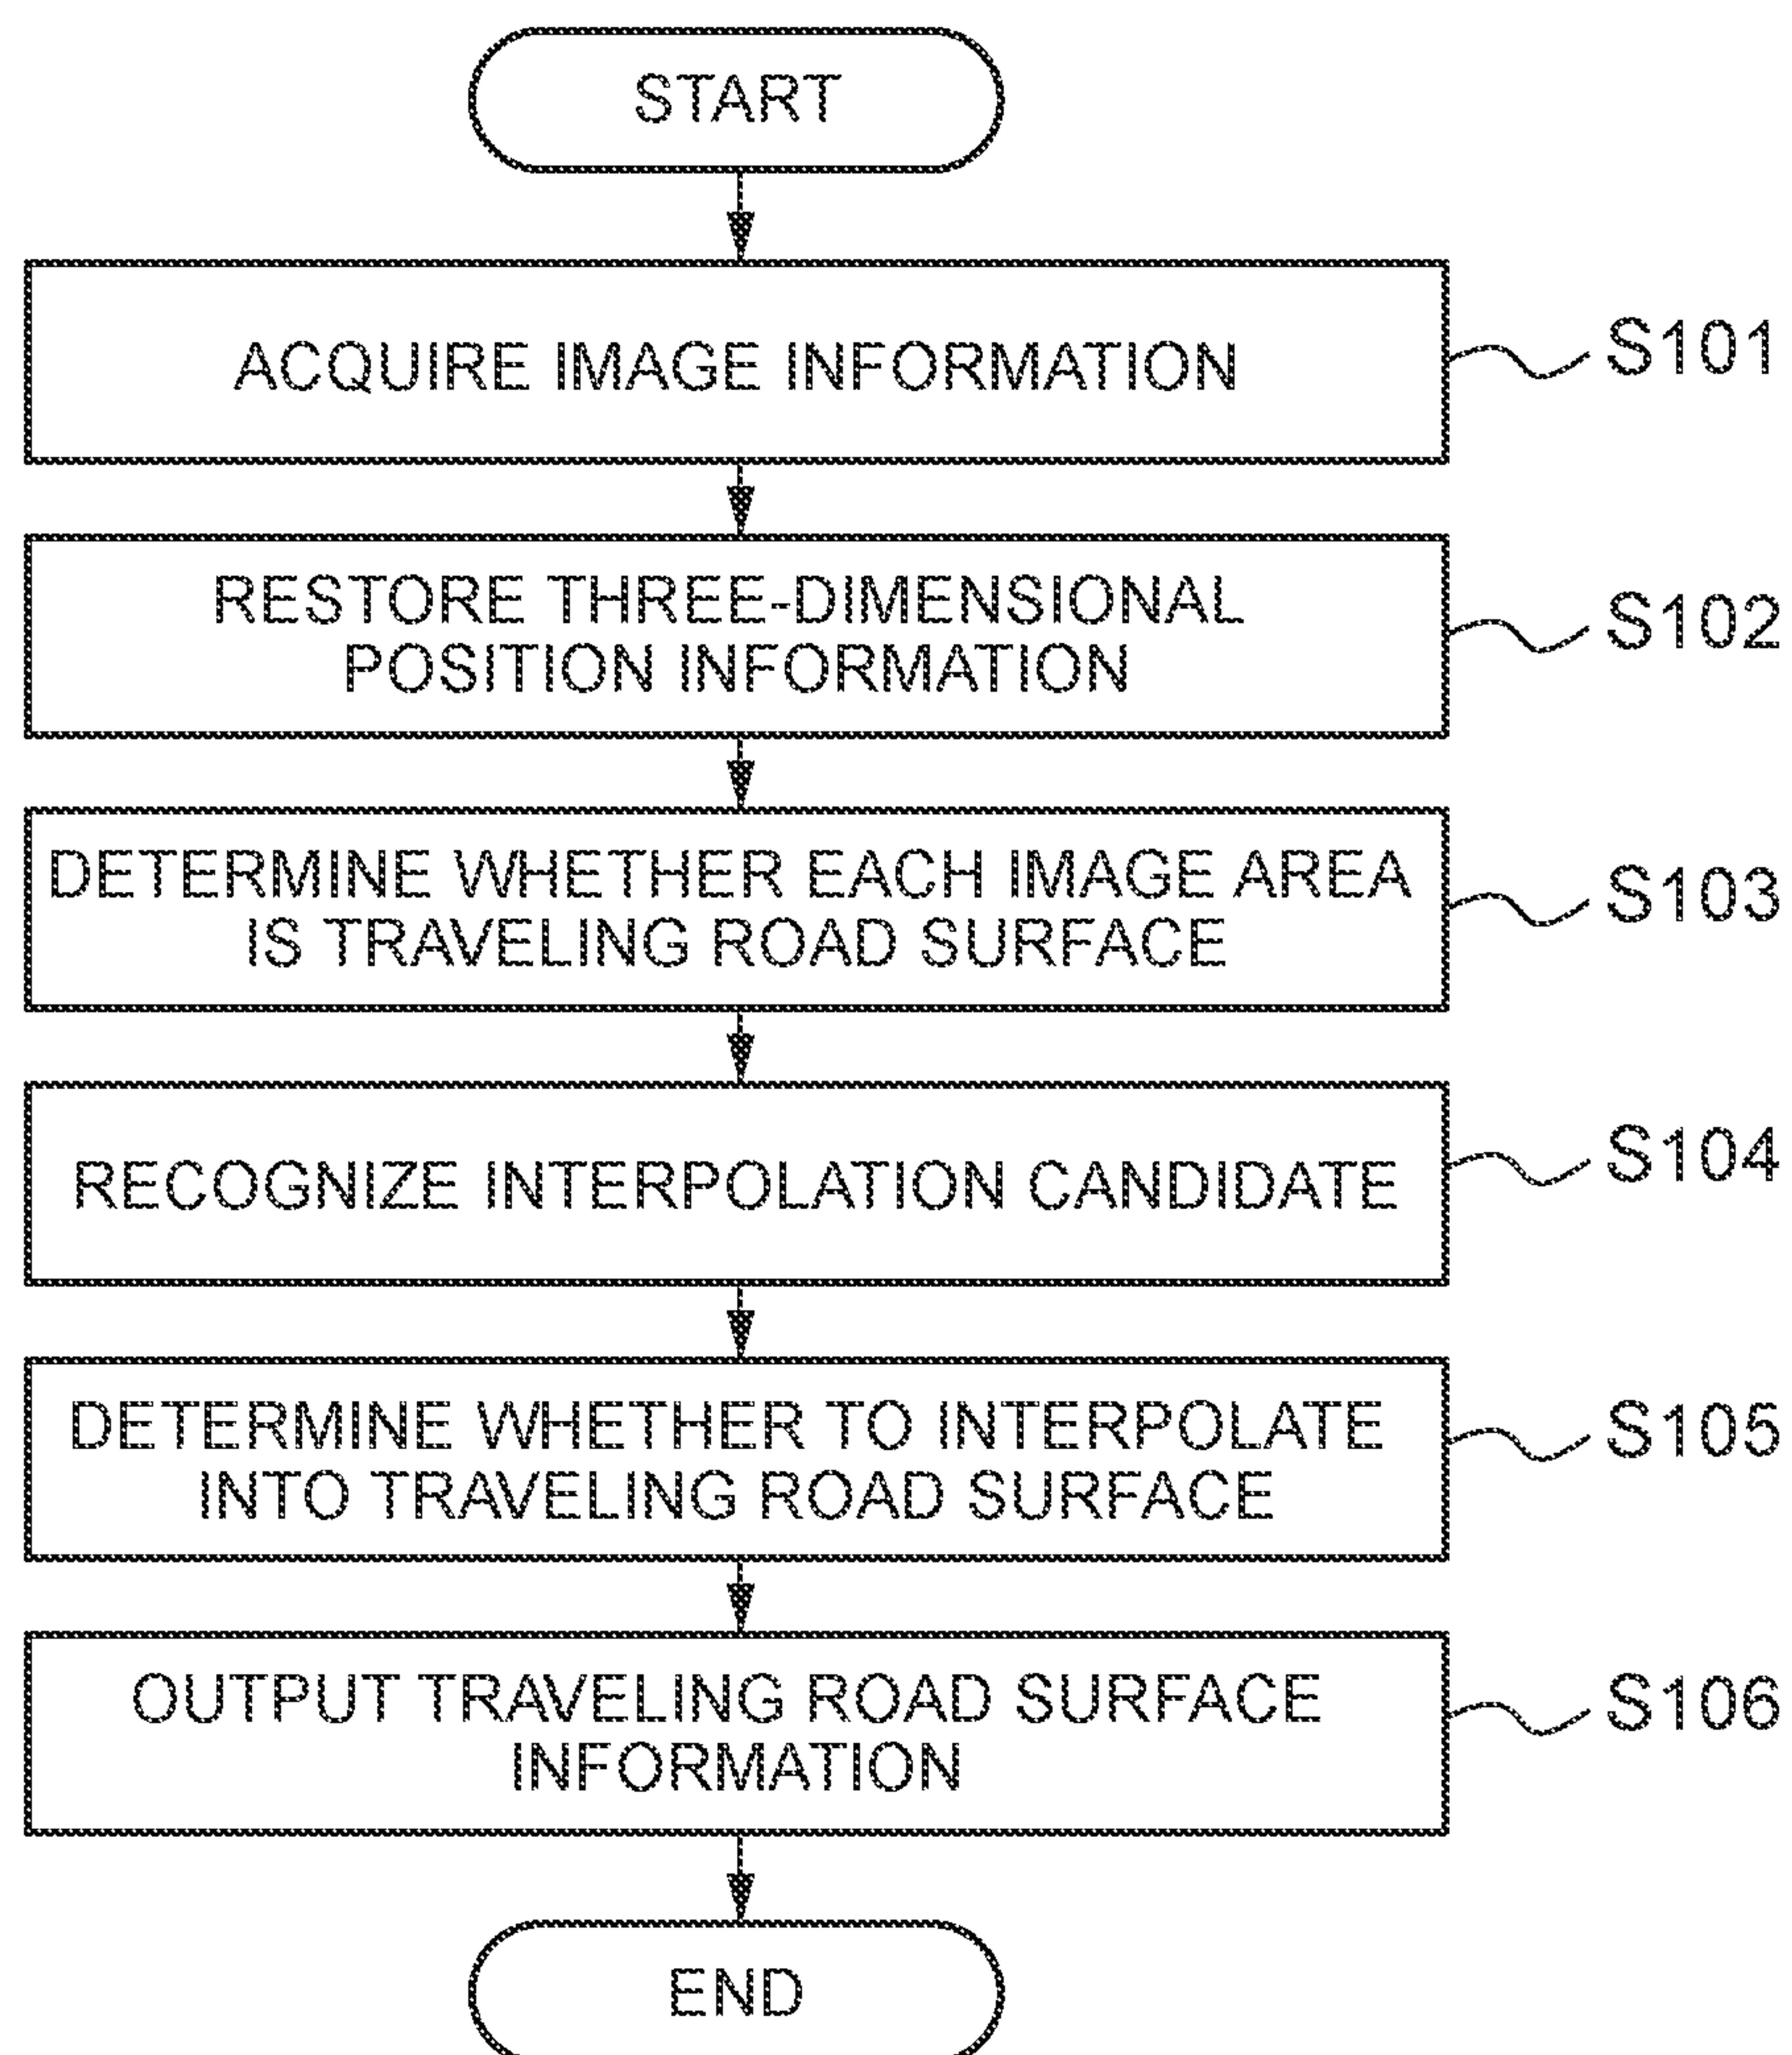 START
ACQUIRE IMAGE INFORMATION
S101
RESTORE THREE-DIMENSIONAL
POSITION INFORMATION
S102
DETERMINE WHETHER EACH IMAGE AREA
IS TRAVELING ROAD SURFACE
S103
RECOGNIZE INTERPOLATION CANDIDATE
S104
DETERMINE WHETHER TO INTERPOLATE
INTO TRAVELING ROAD SURFACE
S105
OUTPUT TRAVELING ROAD SURFACE
INFORMATION
S106
END